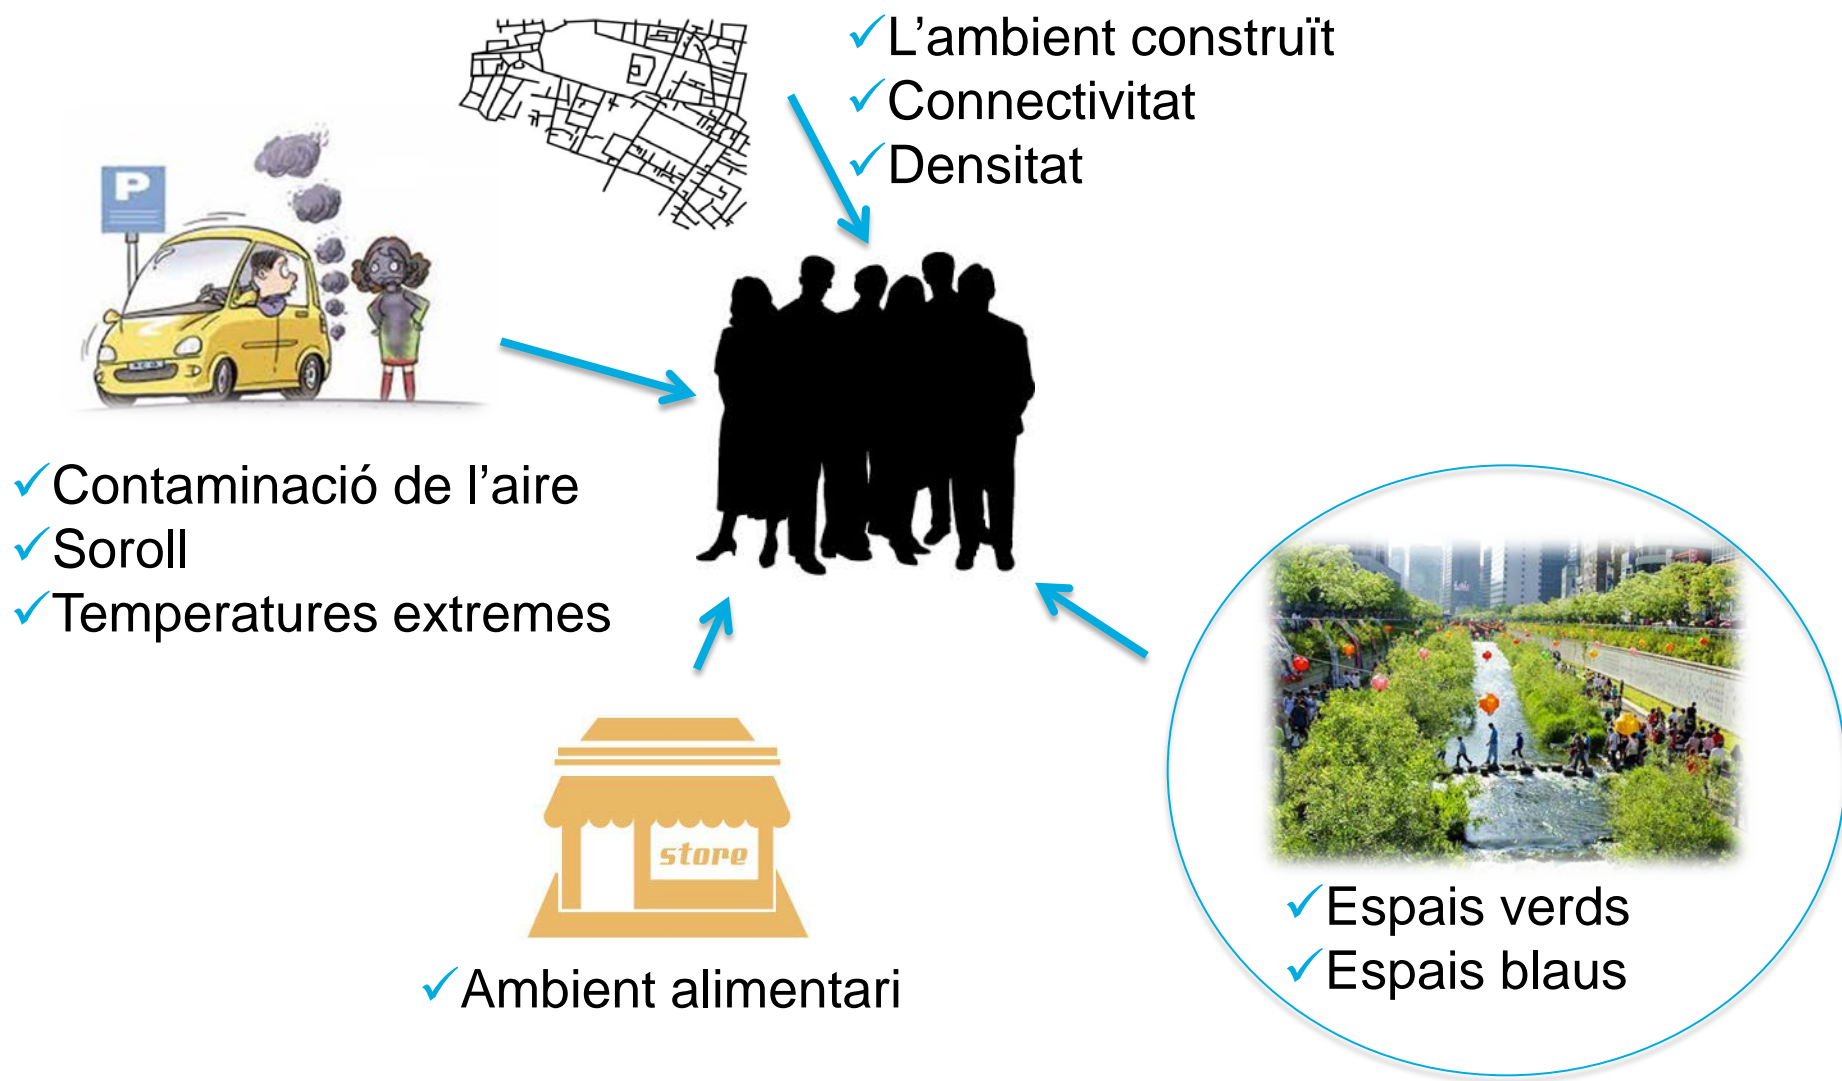 L’ambient construït
Connectivitat
Densitat
P
Contaminació de l’aire
Soroll
Temperatures extremes
store
Ambient alimentari
Espais verds
Espais blaus